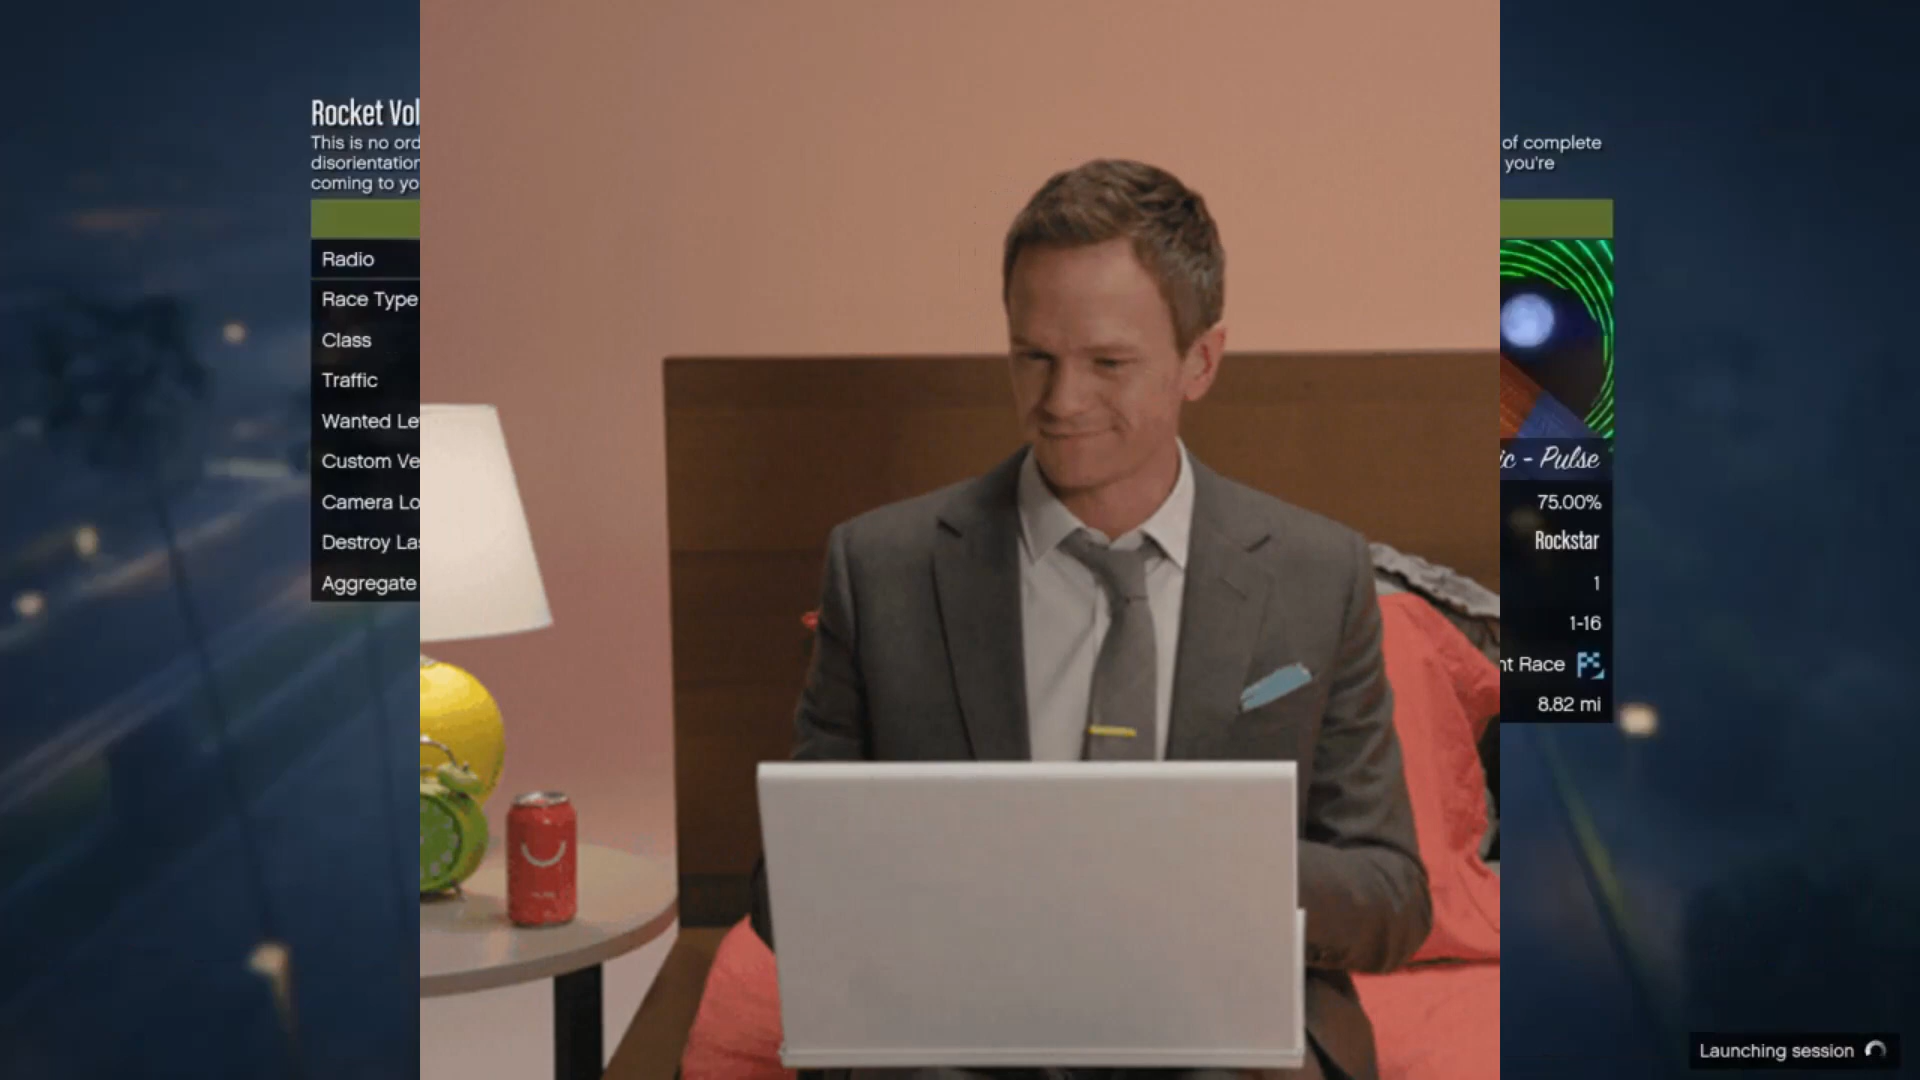 Rocket Vol
This is no ord
of complete
disorientation
you're
coming to yo
Radio
Race Type
Class
Traffic
Wanted Le
Custom Ve
Camera Lo
Destroy Las
Aggregate
ic - Pulse
75.00%
Rockstar
1
1-16
nt Race
8.82 mi
Launching session